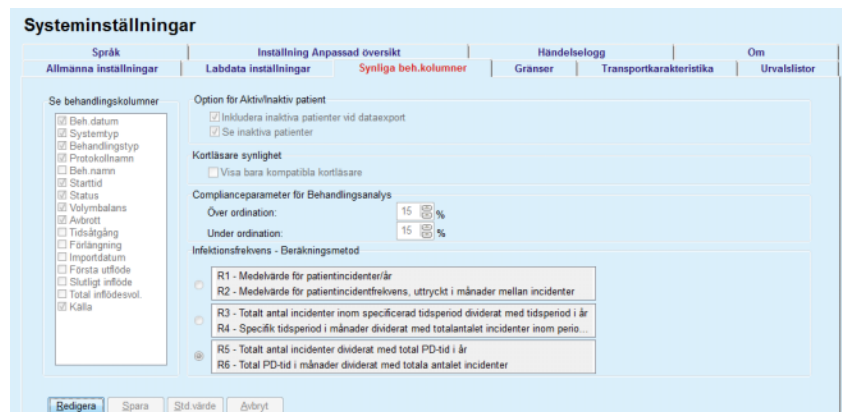 Systeminställningar
Språk
Inställning Anpassad översikt
Händelselogg
Om
Allmänna inställningar
Labdata inställningar
Synliga beh.kolumner
Gränser
Transportkarakteristika
Urvalslistor
Se behandlingskolumner
Beh.datum
Systemtyp
Behandlingstyp
Protokollnamn
Beh.namn
Starttid
Status
Volymbalans
Avbrott
Tidsåtgång
Förlängning
Importdatum
Första utflöde
Slutligt inflöde
Total inflödesvol.
Källa
Option för Aktiv/Inaktiv patient
Inkludera inaktiva patienter vid dataexport
Se inaktiva patienter
Kortläsare synlighet
Visa bara kompatibla kortläsare
Complianceparameter för Behandlingsanalys
Över ordination: 15 %
Under ordination: 15 %
Infektionsfrekvens - Beräkningsmetod
R1 - Medelvärde för patientincidenter/år
R2 - Medelvärde för patientincidentfrekvens, uttryckt i månader mellan incidenter
R3 - Totalt antal incidenter inom specificerad tidsperiod dividerat med tidsperiod i år
R4 - Specifik tidsperiod i månader dividerat med totalantalet incidenter inom perio...
R5 - Totalt antal incidenter dividerat med total PD-tid i år
R6 - Total PD-tid i månader dividerat med totala antalet incidenter
Redigera
Spara
Std.värde
Avbryt